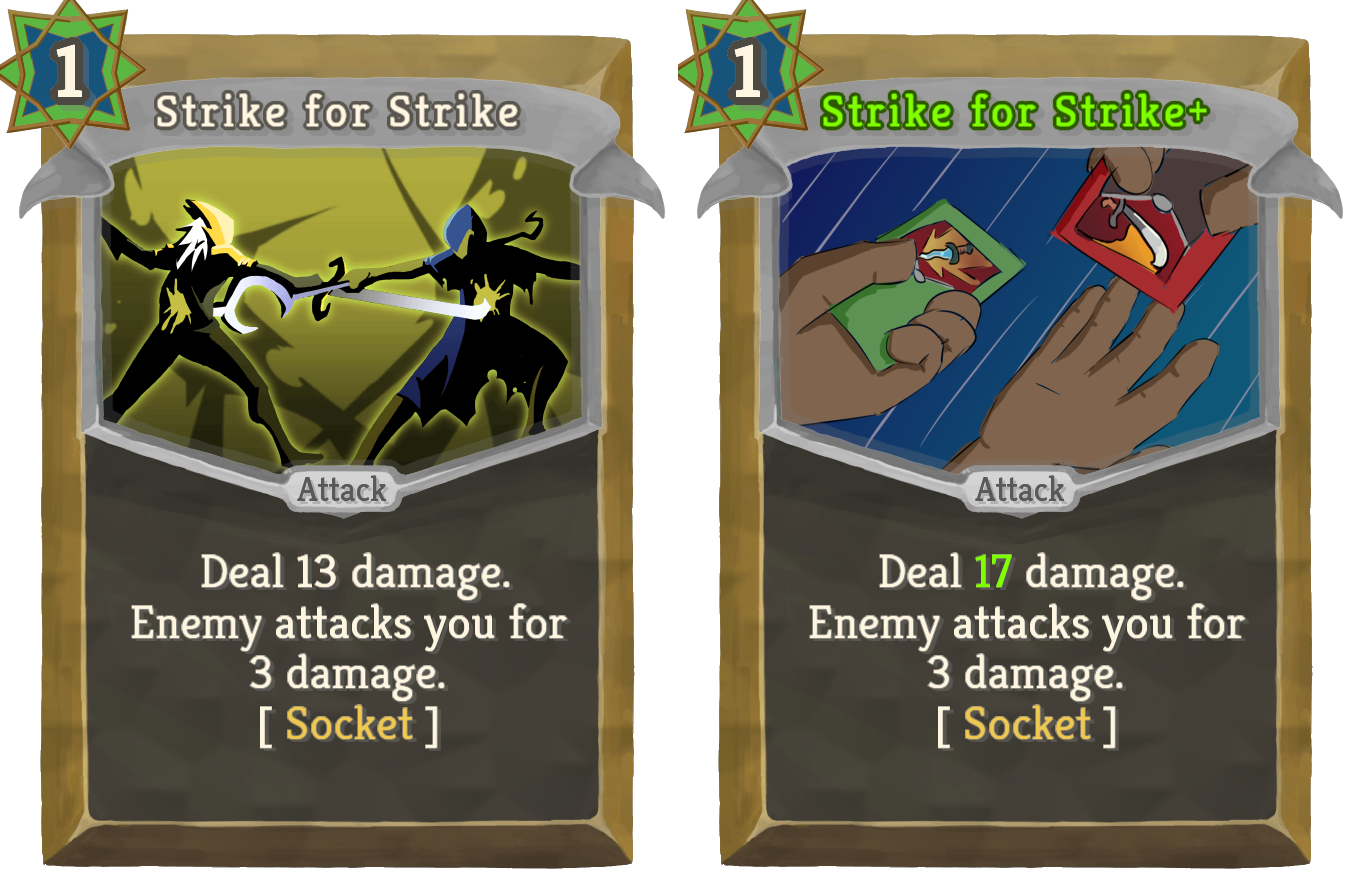 1
Strike for Strike
Attack
Deal 13 damage.
Enemy attacks you for
3 damage.
[ Socket ]
1
Strike for Strike+
Attack
Deal 17 damage.
Enemy attacks you for
3 damage.
[ Socket ]